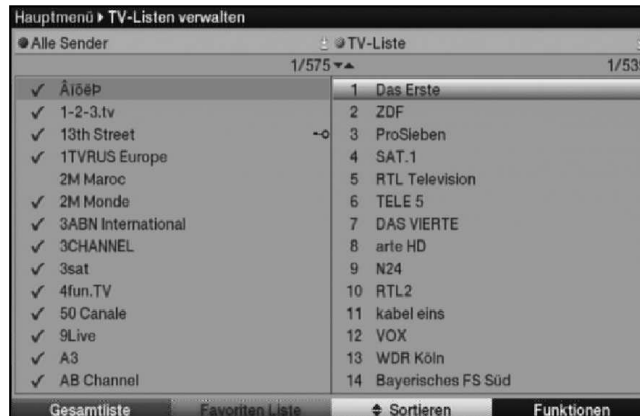 Hauptmenü ▸ TV-Listen verwalten
Alle Sender
TV-Liste
1/575
1/539
✓ Âïõëþ
✓ 1-2-3.tv
✓ 13th Street
✓ 1TVRUS Europe
2M Maroc
✓ 2M Monde
✓ 3ABN International
✓ 3CHANNEL
✓ 3sat
✓ 4fun.TV
✓ 50 Canale
✓ 9Live
✓ A3
✓ AB Channel
1 Das Erste
2 ZDF
3 ProSieben
4 SAT.1
5 RTL Television
6 TELE 5
7 DAS VIERTE
8 arte HD
9 N24
10 RTL2
11 kabel eins
12 VOX
13 WDR Köln
14 Bayerisches FS Süd
Gesamtliste
Favoriten Liste
Sortieren
Funktionen